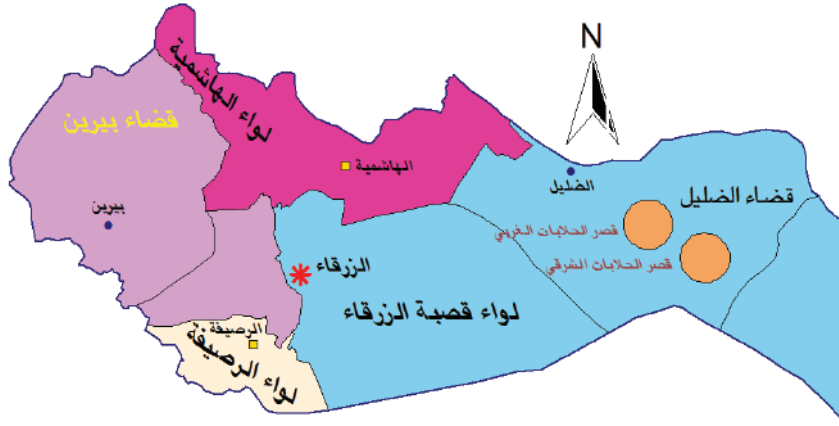 N
لواء الهاشمية
قضاء بيرين
الهاشمية
الضليل
قضاء الضليل
بيرين
قصر الحلابات الغربي
قصر الحلابات الشرقي
الزرقاء
لواء قصبة الزرقاء
الرصيفة
لواء الرصيفة